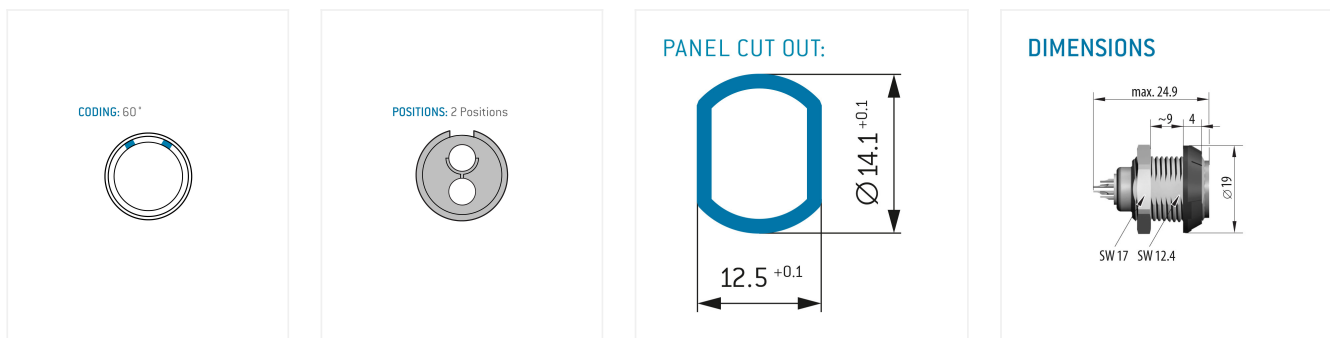 CODING: 60°
POSITIONS: 2 Positions
PANEL CUT OUT:
Ø14.1 +0.1
12.5 +0.1
DIMENSIONS
max. 24.9
~9 4
Ø19
SW 17 SW 12.4